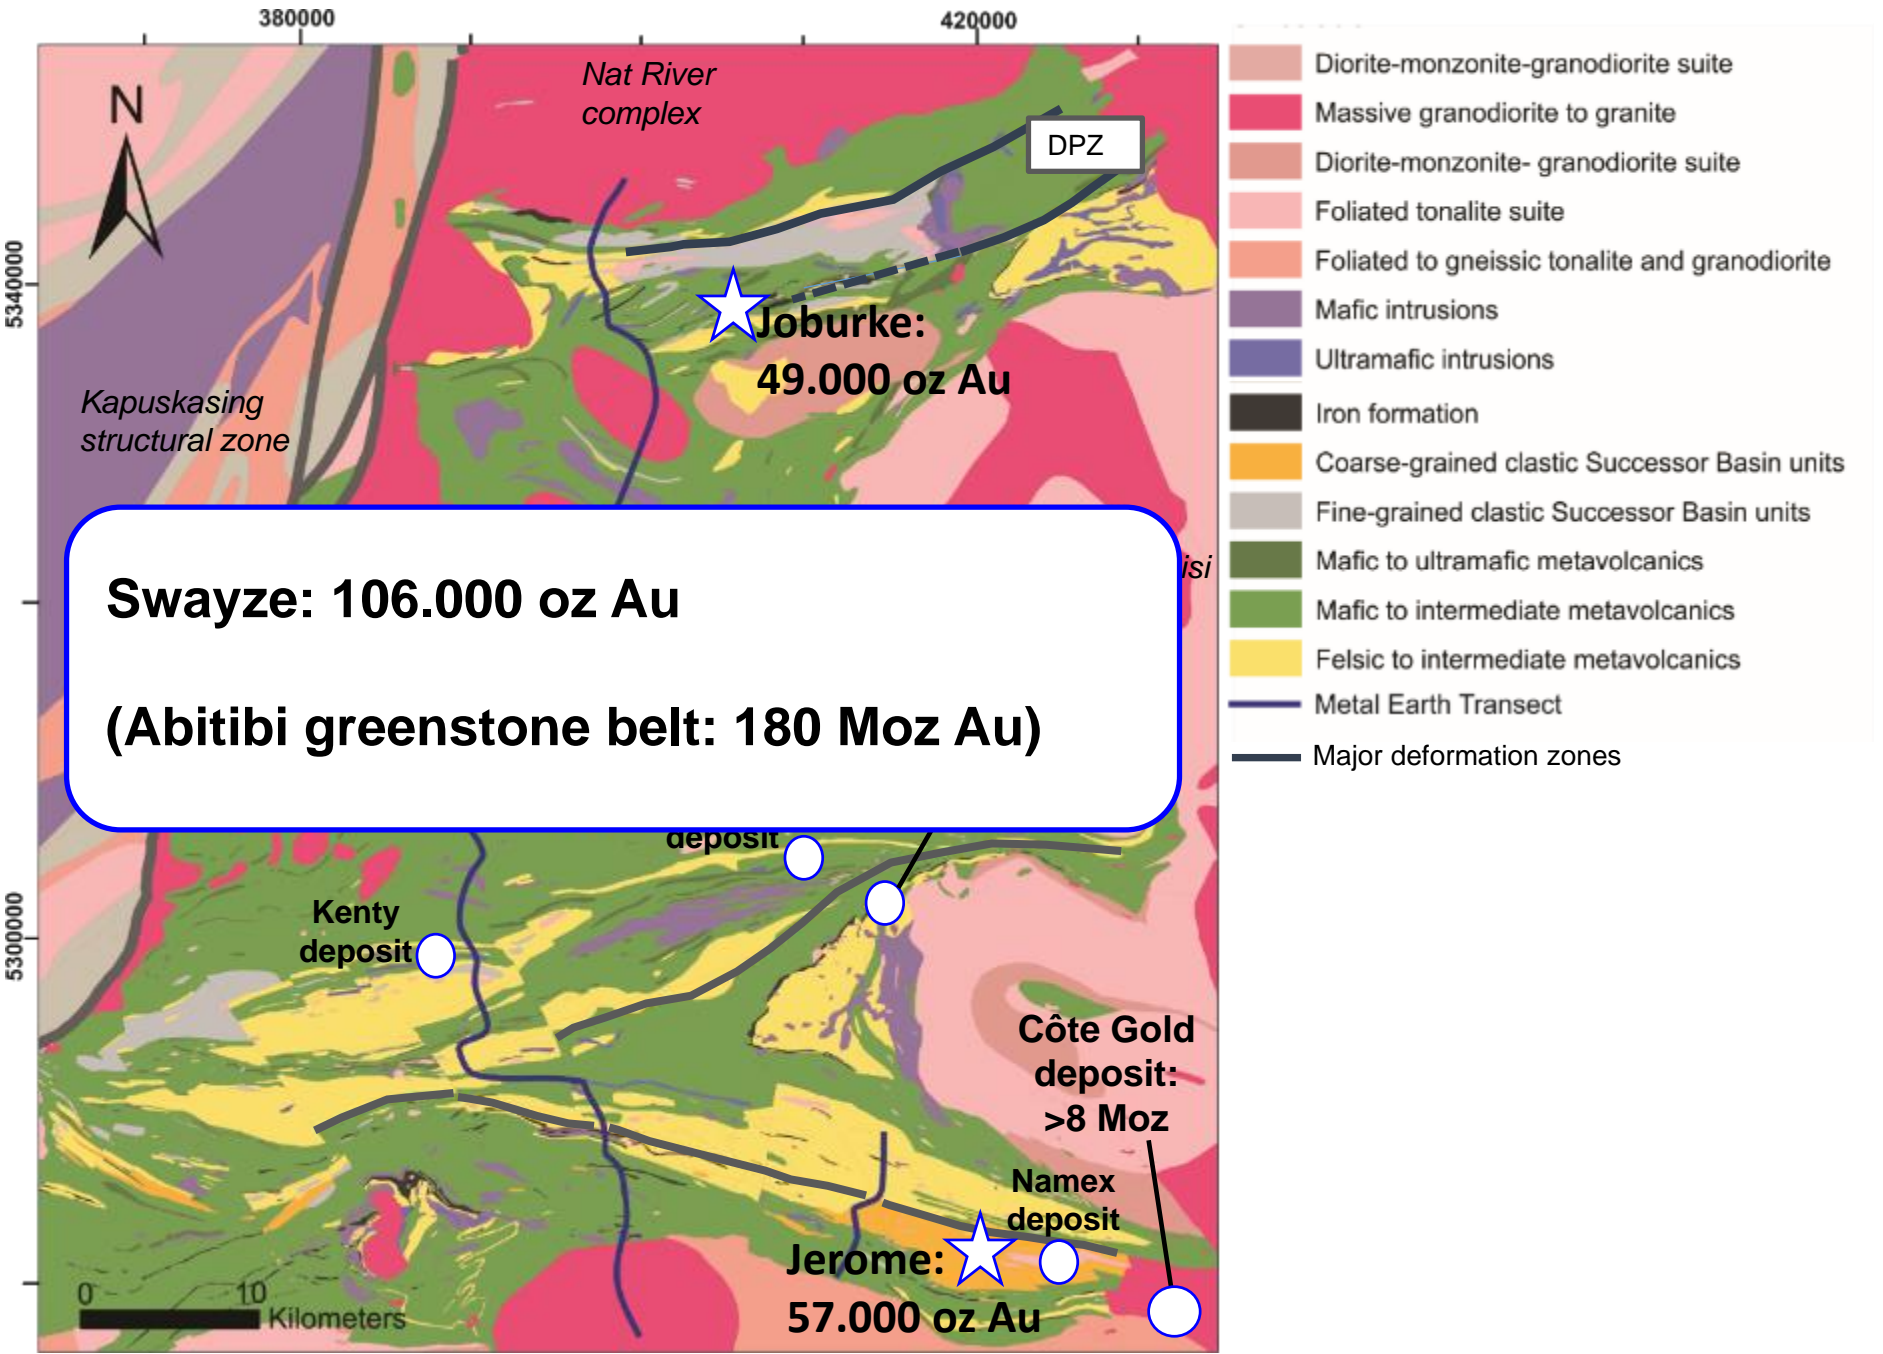 380000
420000
Nat River
complex
N
DPZ
5340000
Joburke:
49.000 oz Au
Kapuskasing
structural zone
isi
Swayze: 106.000 oz Au
(Abitibi greenstone belt: 180 Moz Au)
deposit
Kenty
deposit
5300000
Côte Gold
deposit:
>8 Moz
Namex
deposit
Jerome:
57.000 oz Au
0 10
Kilometers
Diorite-monzonite-granodiorite suite
Massive granodiorite to granite
Diorite-monzonite- granodiorite suite
Foliated tonalite suite
Foliated to gneissic tonalite and granodiorite
Mafic intrusions
Ultramafic intrusions
Iron formation
Coarse-grained clastic Successor Basin units
Fine-grained clastic Successor Basin units
Mafic to ultramafic metavolcanics
Mafic to intermediate metavolcanics
Felsic to intermediate metavolcanics
Metal Earth Transect
Major deformation zones